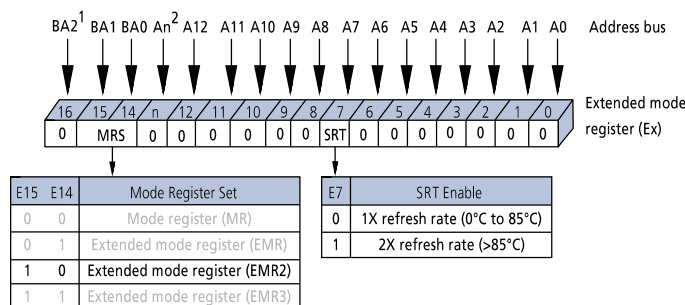 BA2¹ BA1 BA0 An² A12 A11 A10 A9 A8 A7 A6 A5 A4 A3 A2 A1 A0 Address bus
16 15 14 n 12 11 10 9 8 7 6 5 4 3 2 1 0 Extended mode
0 MRS 0 0 0 0 0 0 SRT 0 0 0 0 0 0 0 register (Ex)
E15 E14 Mode Register Set
0 0 Mode register (MR)
0 1 Extended mode register (EMR)
1 0 Extended mode register (EMR2)
1 1 Extended mode register (EMR3)
E7 SRT Enable
0 1X refresh rate (0°C to 85°C)
1 2X refresh rate (>85°C)